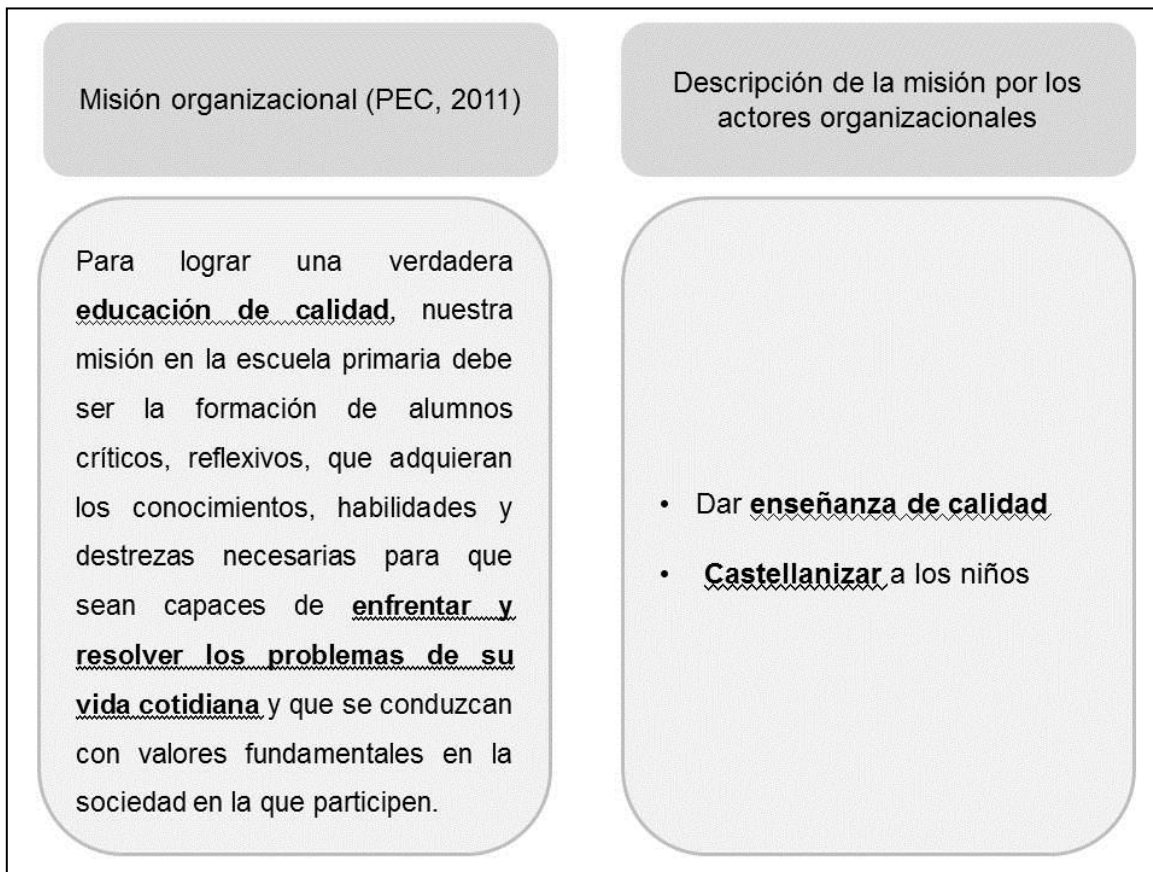 Misión organizacional (PEC, 2011)
Para lograr una verdadera
educación de calidad, nuestra
misión en la escuela primaria debe
ser la formación de alumnos
críticos, reflexivos, que adquieran
los conocimientos, habilidades y
destrezas necesarias para que
sean capaces de enfrentar y
resolver los problemas de su
vida cotidiana y que se conduzcan
con valores fundamentales en la
sociedad en la que participen.
Descripción de la misión por los
actores organizacionales
• Dar enseñanza de calidad
• Castellanizar a los niños